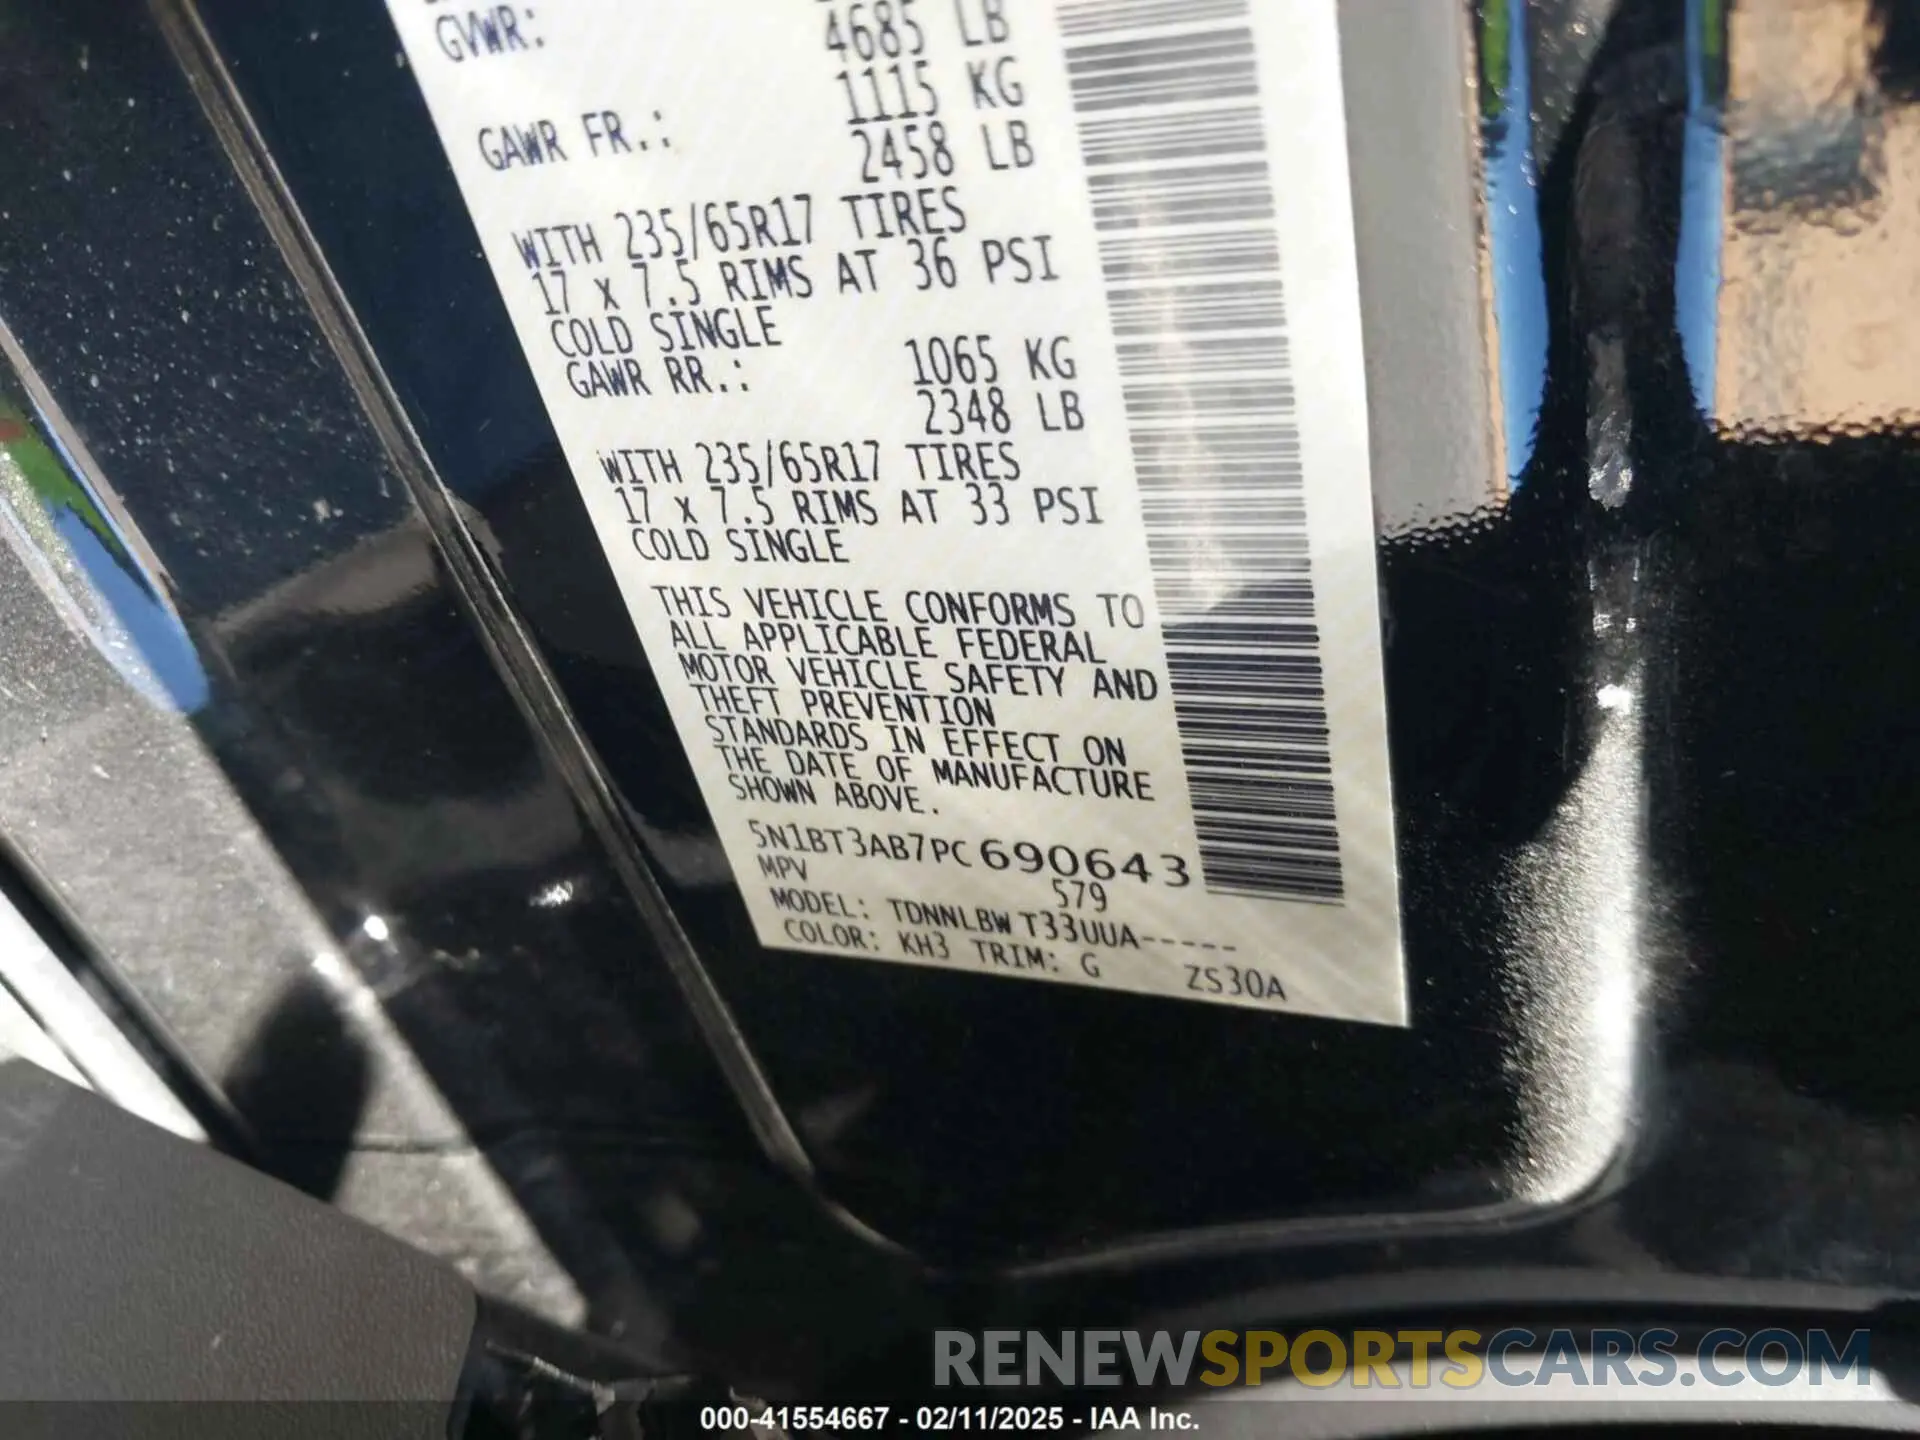 GVWR: 4685 LB
1115 KG
GAWR FR.: 2458 LB
WITH 235/65R17 TIRES
17 x 7.5 RIMS AT 36 PSI
COLD SINGLE
1065 KG
GAWR RR.: 2348 LB
WITH 235/65R17 TIRES
17 x 7.5 RIMS AT 33 PSI
COLD SINGLE
THIS VEHICLE CONFORMS TO
ALL APPLICABLE FEDERAL
MOTOR VEHICLE SAFETY AND
THEFT PREVENTION
STANDARDS IN EFFECT ON
THE DATE OF MANUFACTURE
SHOWN ABOVE.
5N1BT3AB7PC690643
MPV 579
MODEL: TDNNLBW T33UUA-----
COLOR: KH3 TRIM: G ZS30A
RENEWSPORTSCARS.COM
000-41554667 - 02/11/2025 - IAA Inc.